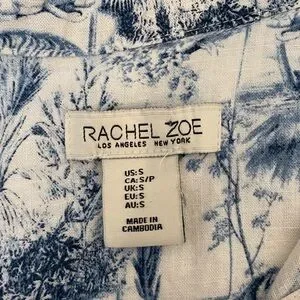 RACHEL ZOE
LOS ANGELES NEW YORK
US:S
CA:S/P
UK:S
EU:S
AU:S
MADE IN
CAMBODIA